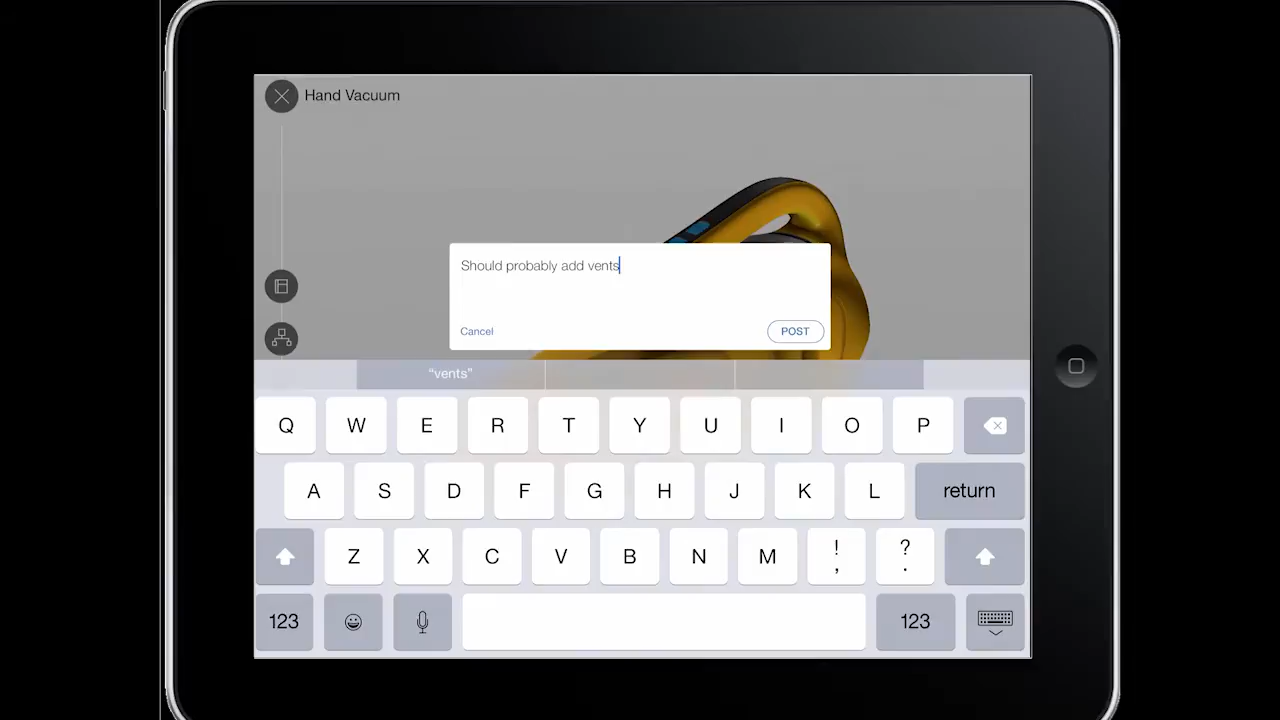 Hand Vacuum
Should probably add vents
Cancel
POST
“vents”
Q W E R T Y U I O P
A S D F G H J K L return
Z X C V B N M ! , ? .
123 123